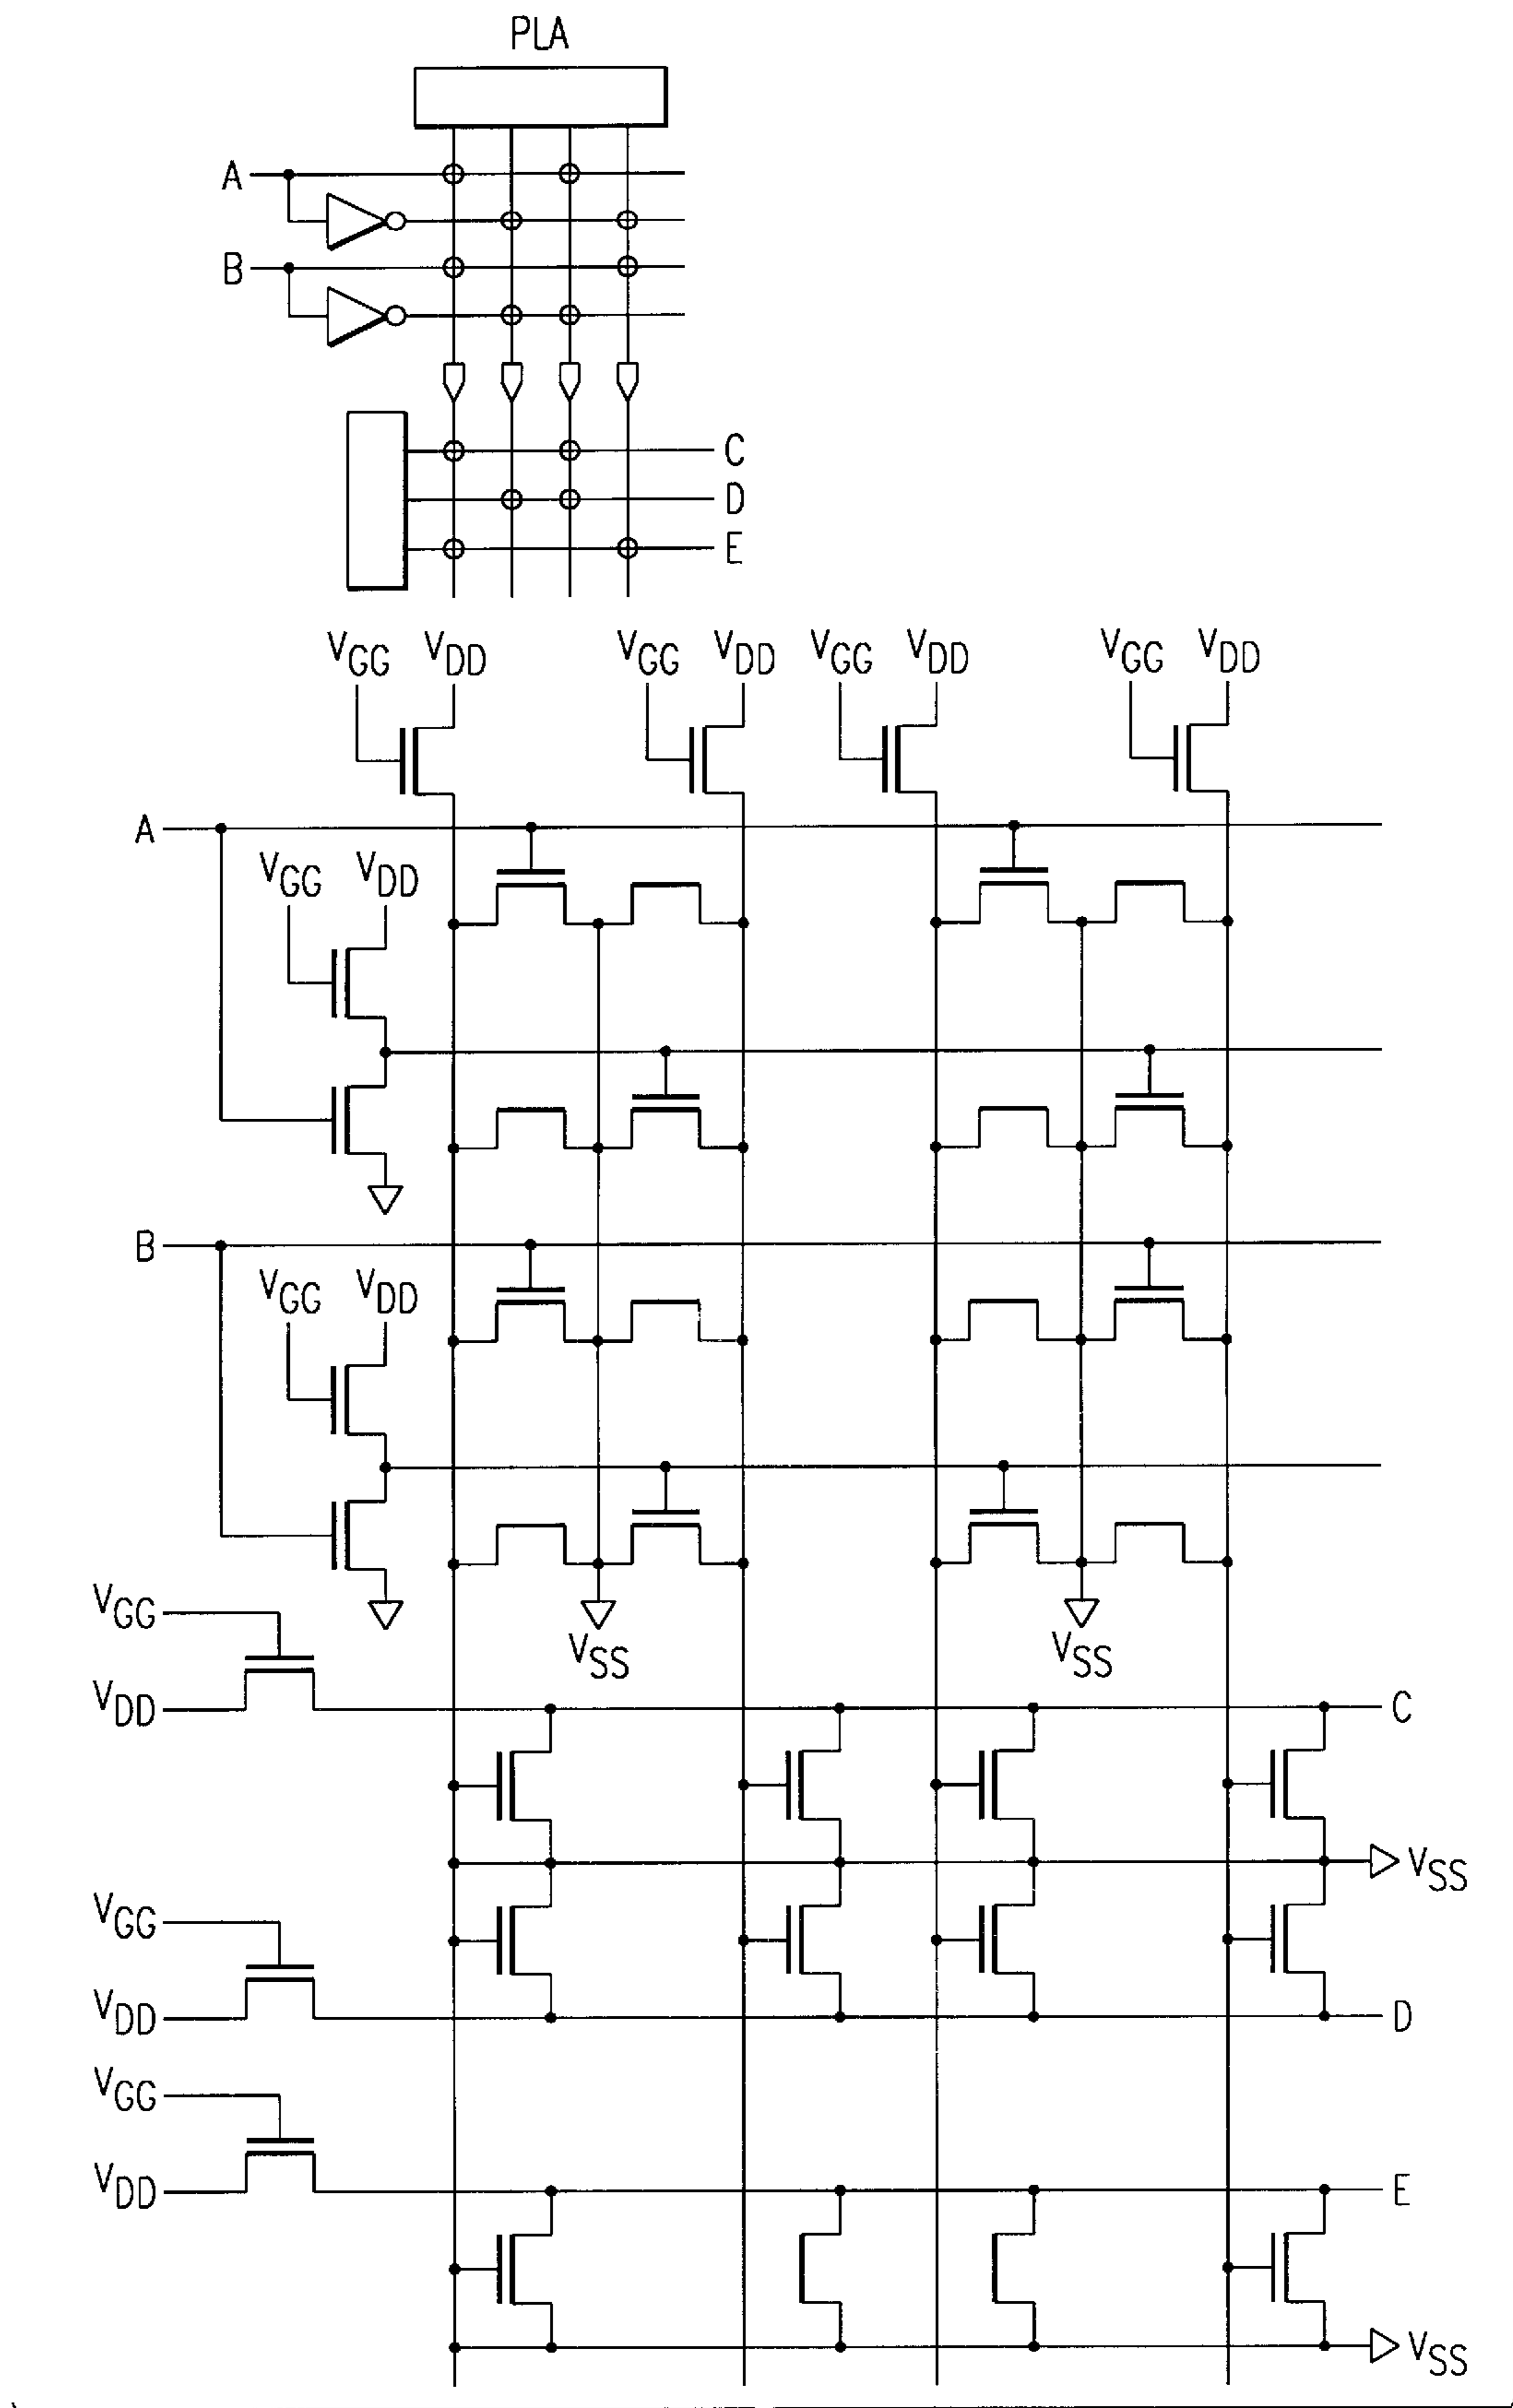 PLA
A
B
C
D
E
VGG VDD VGG VDD VGG VDD VGG VDD
A
VGG VDD
B
VGG VDD
VGG
VSS VSS
VDD C
VSS
VGG
VDD D
VGG
VDD E
VSS